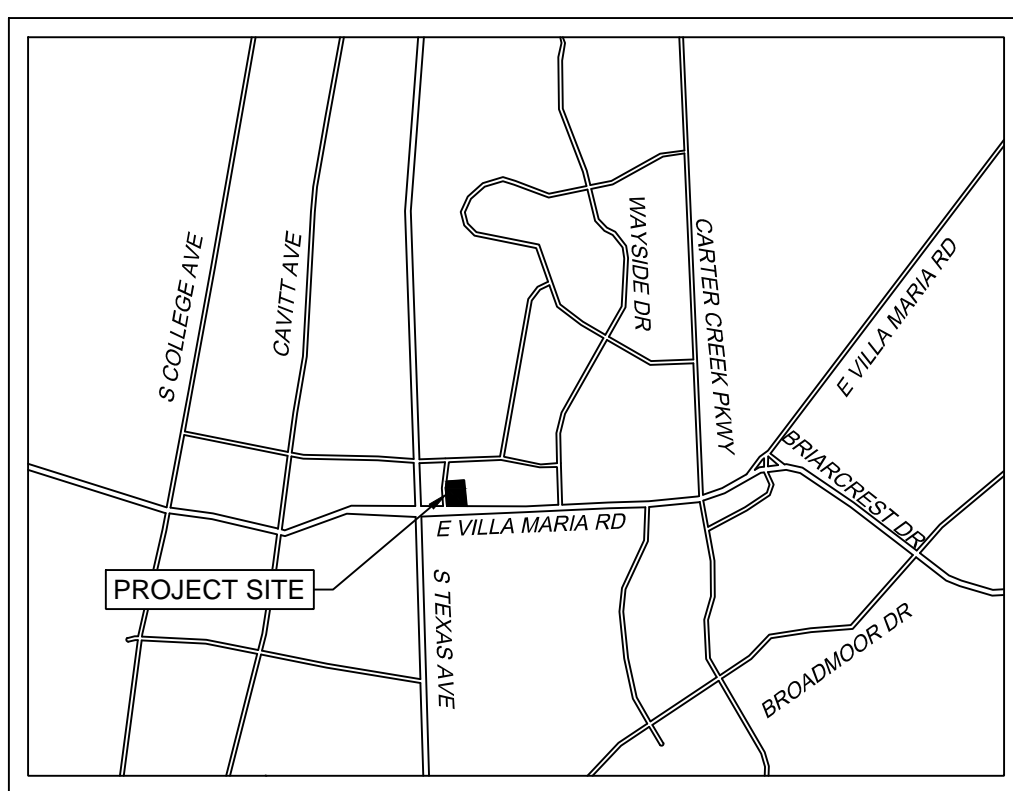 S COLLEGE AVE
CAVITT AVE
WAYSIDE DR
CARTER CREEK PKWY
E VILLA MARIA RD
BRIARCREST DR
E VILLA MARIA RD
PROJECT SITE
S TEXAS AVE
BROADMOOR DR